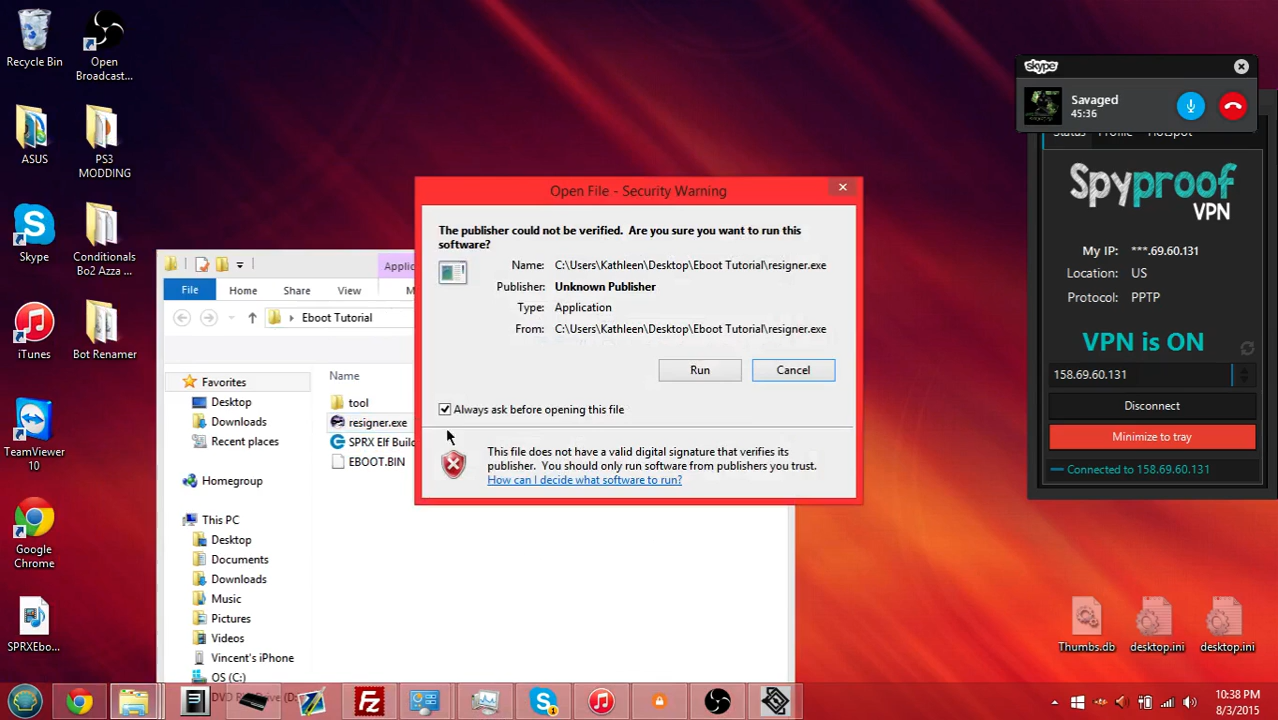 Recycle Bin
Open
Broadcast...
ASUS
PS3
MODDING
Skype
Conditionals
Bo2 Azza ...
iTunes
Bot Renamer
TeamViewer
10
Google
Chrome
SPRXEbo...
File
Home
Share
View
Applic
M
Eboot Tutorial
Name
Favorites
Desktop
Downloads
Recent places
Homegroup
This PC
Desktop
Documents
Downloads
Music
Pictures
Videos
Vincent's iPhone
OS (C:)
tool
resigner.exe
SPRX Elf Buil
EBOOT.BIN
Open File - Security Warning
The publisher could not be verified. Are you sure you want to run this
software?
Name: C:\Users\Kathleen\Desktop\Eboot Tutorial\resigner.exe
Publisher: Unknown Publisher
Type: Application
From: C:\Users\Kathleen\Desktop\Eboot Tutorial\resigner.exe
Run
Cancel
Always ask before opening this file
This file does not have a valid digital signature that verifies its
publisher. You should only run software from publishers you trust.
How can I decide what software to run?
skype
Savaged
45:36
Status Profile Hotspot
Spyproof
VPN
My IP: ***.69.60.131
Location: US
Protocol: PPTP
VPN is ON
158.69.60.131
Disconnect
Minimize to tray
Connected to 158.69.60.131
Thumbs.db
desktop.ini
desktop.ini
10:38 PM
8/3/2015